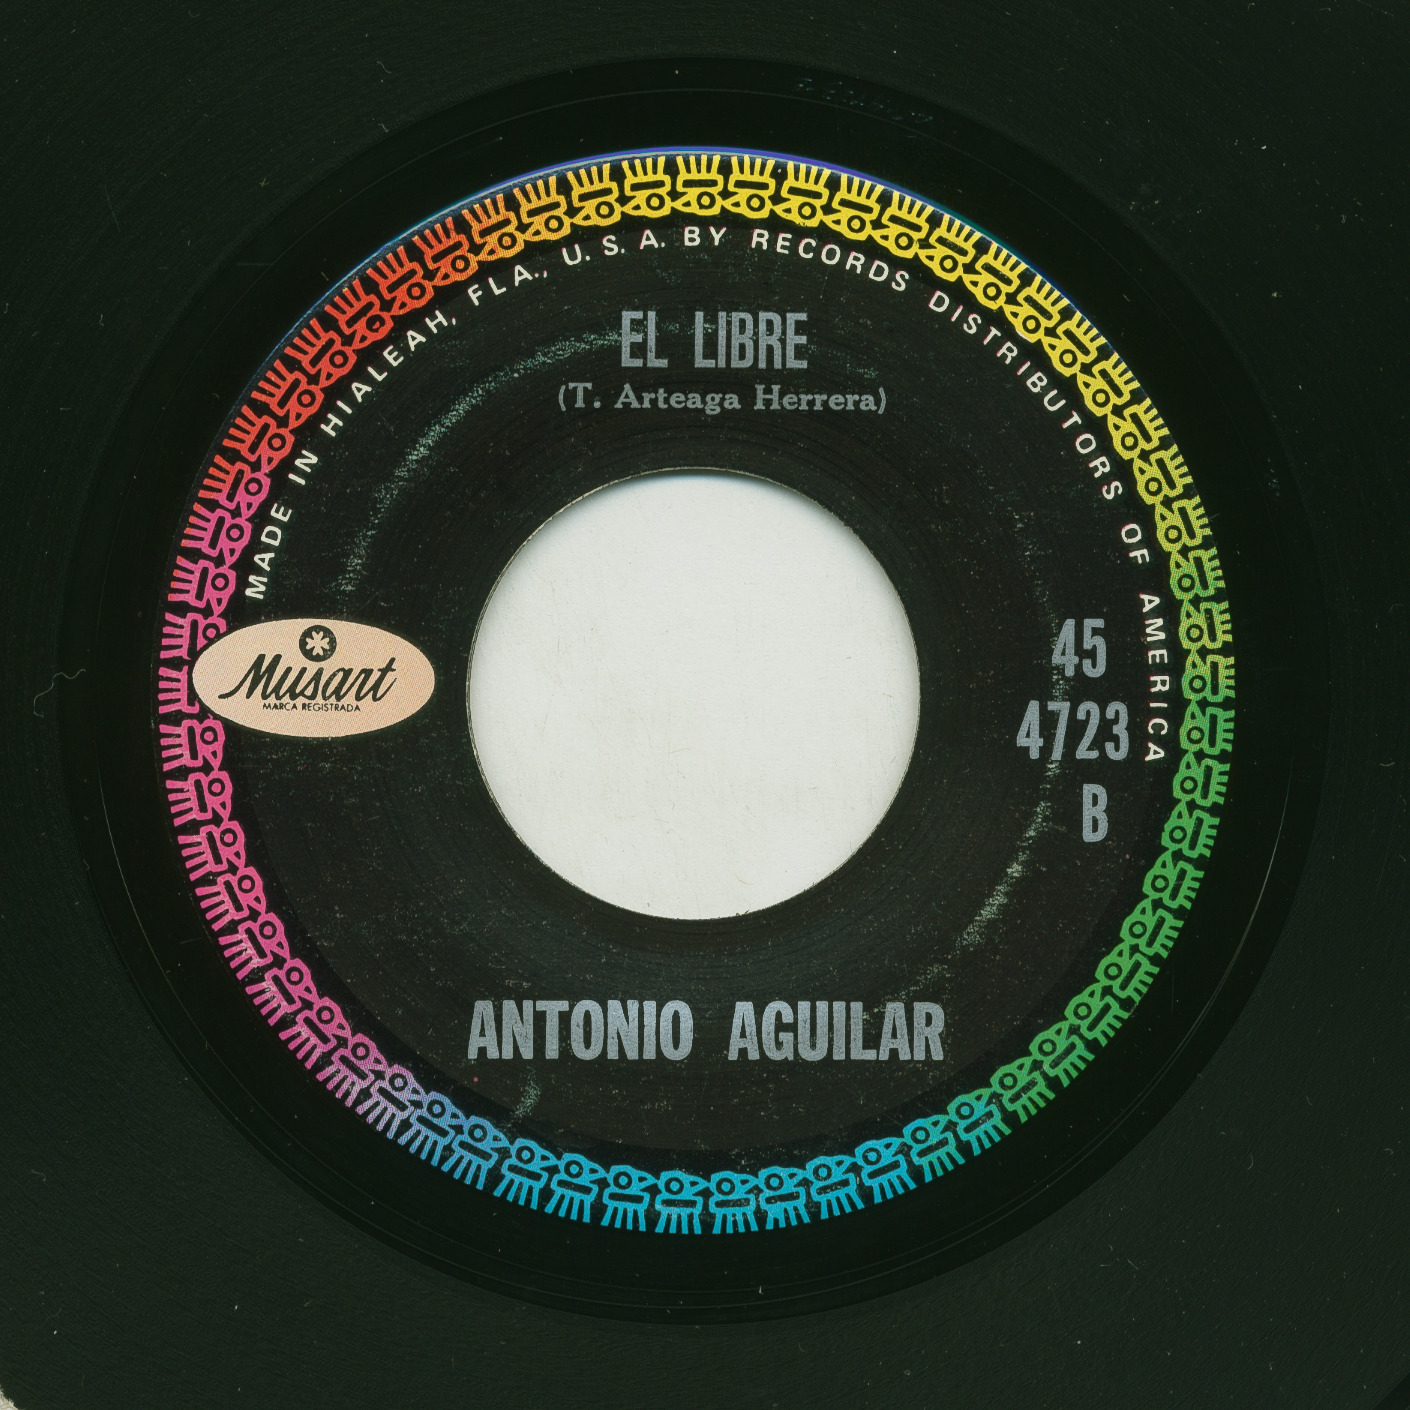 MADE IN HIALEAH, FLA., U. S. A. BY RECORDS DISTRIBUTORS OF AMERICA
EL LIBRE
(T. Arteaga Herrera)
Musart
MARCA REGISTRADA
45
4723
B
ANTONIO AGUILAR